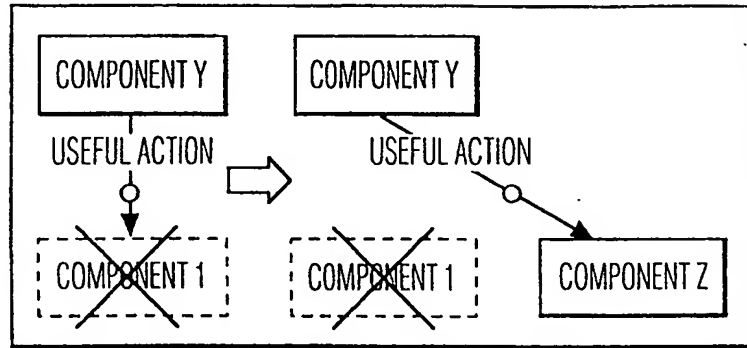 COMPONENT Y
COMPONENT Y
USEFUL ACTION
USEFUL ACTION
COMPONENT 1
COMPONENT 1
COMPONENT Z